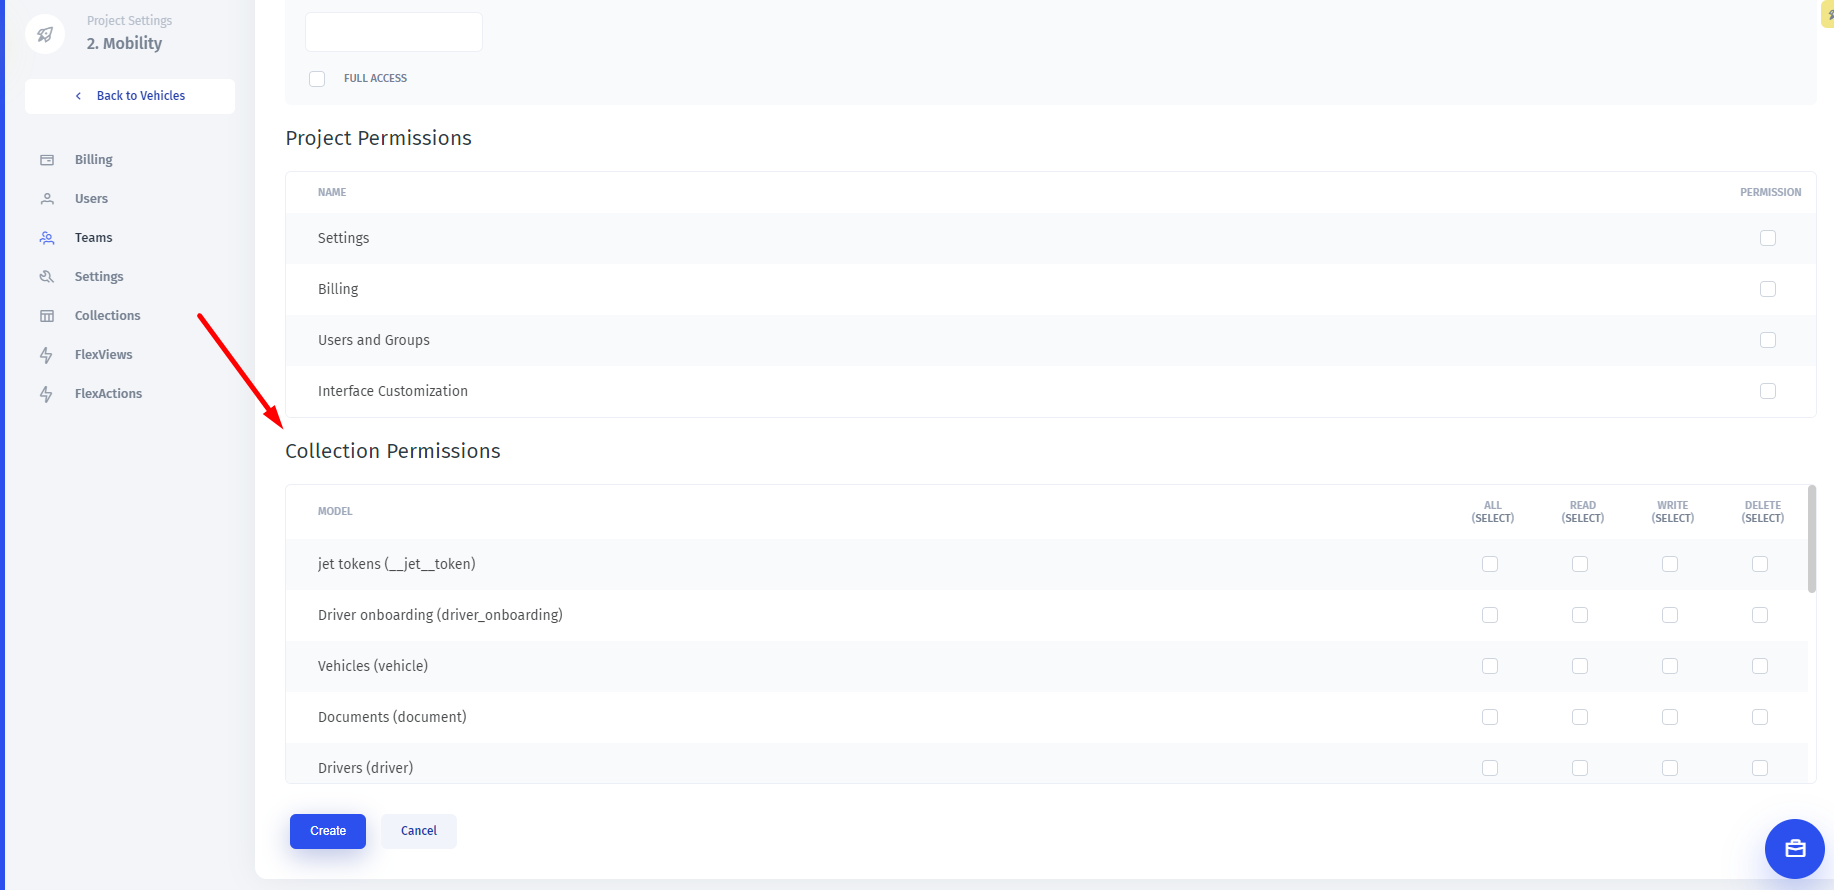 Project Settings
2. Mobility
Back to Vehicles
Billing
Users
Teams
Settings
Collections
FlexViews
FlexActions
FULL ACCESS
Project Permissions
NAME PERMISSION
Settings
Billing
Users and Groups
Interface Customization
Collection Permissions
MODEL ALL (SELECT) READ (SELECT) WRITE (SELECT) DELETE (SELECT)
jet tokens (__jet__token)
Driver onboarding (driver_onboarding)
Vehicles (vehicle)
Documents (document)
Drivers (driver)
Create Cancel